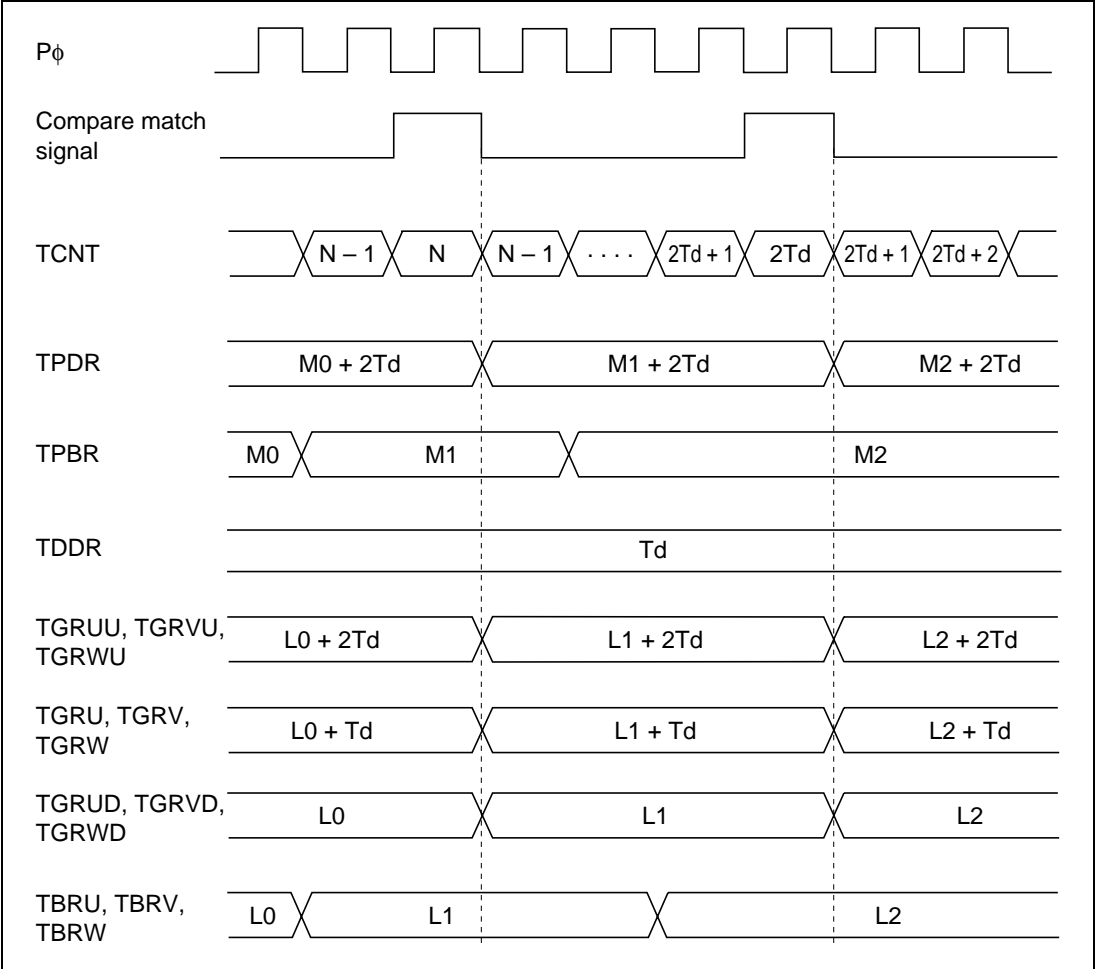 Pϕ
Compare match
signal
TCNT
N – 1 N N – 1 · · · · 2Td + 1 2Td 2Td + 1 2Td + 2
TPDR
M0 + 2Td M1 + 2Td M2 + 2Td
TPBR
M0 M1 M2
TDDR
Td
TGRUU, TGRVU,
TGRWU
L0 + 2Td L1 + 2Td L2 + 2Td
TGRU, TGRV,
TGRW
L0 + Td L1 + Td L2 + Td
TGRUD, TGRVD,
TGRWD
L0 L1 L2
TBRU, TBRV,
TBRW
L0 L1 L2